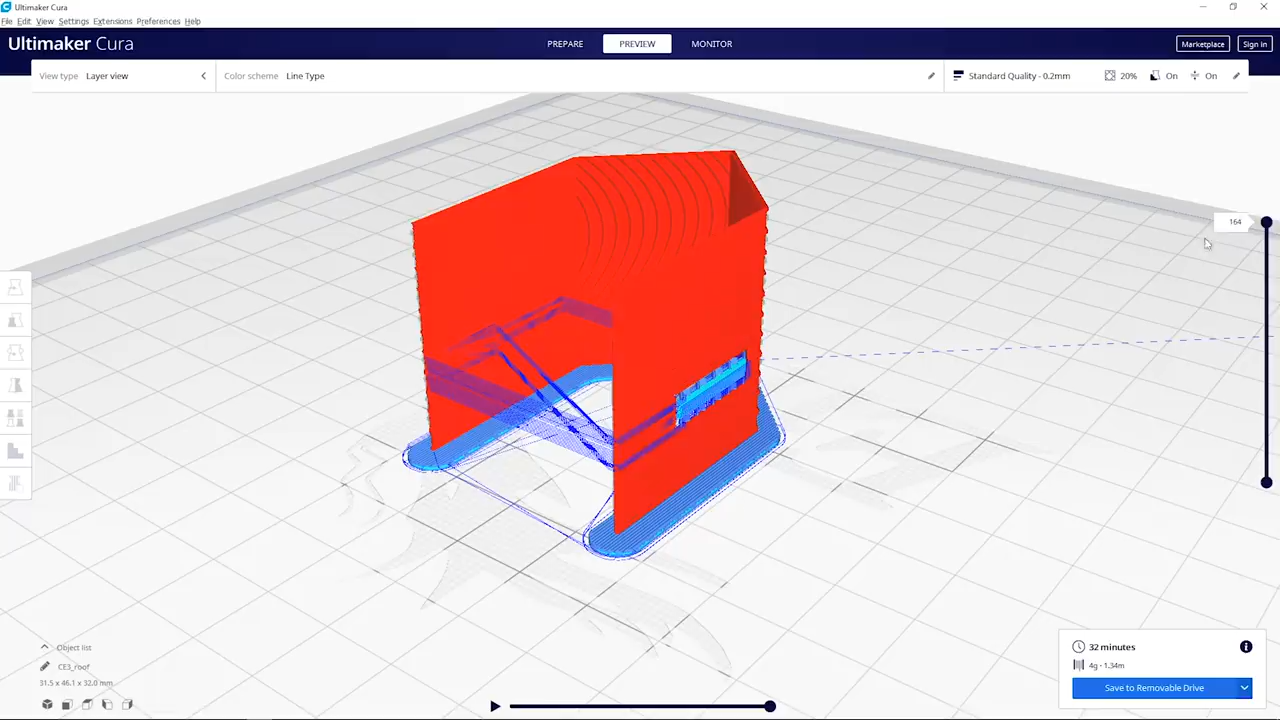 Ultimaker Cura
File Edit View Settings Extensions Preferences Help
Ultimaker Cura PREPARE PREVIEW MONITOR Marketplace Sign in
View type Layer view Color scheme Line Type Standard Quality - 0.2mm 20% On On
164
Object list
CE3_roof
31.5 x 46.1 x 32.0 mm
32 minutes
4g · 1.34m
Save to Removable Drive